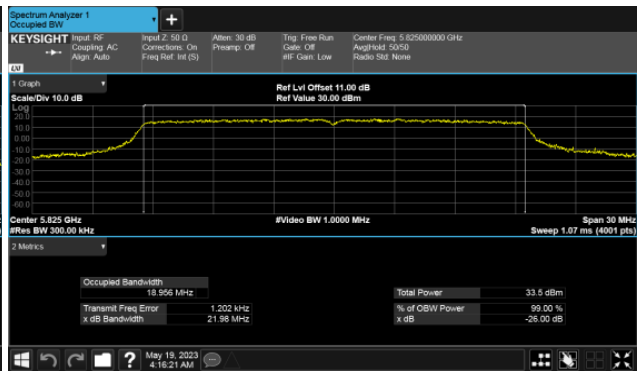 Spectrum Analyzer 1
Occupied BW
+
KEYSIGHT Input: RF Input Z: 50 Ω Atten: 30 dB Trig: Free Run Center Freq: 5.825000000 GHz
Coupling: AC Corrections: On Preamp: Off Gate: Off Avg|Hold: 50/50
Align: Auto Freq Ref: Int (S) #IF Gain: Low Radio Std: None
LXI
1 Graph
Ref Lvl Offset 11.00 dB
Scale/Div 10.0 dB Ref Value 30.00 dBm
Log
20.0
10.0
0.00
-10.0
-20.0
-30.0
-40.0
-50.0
-60.0
Center 5.825 GHz #Video BW 1.0000 MHz Span 30 MHz
#Res BW 300.00 kHz Sweep 1.07 ms (4001 pts)
2 Metrics
Occupied Bandwidth
18.956 MHz Total Power 33.5 dBm
Transmit Freq Error 1.202 kHz % of OBW Power 99.00 %
x dB Bandwidth 21.98 MHz x dB -26.00 dB
? May 19, 2023
4:16:21 AM